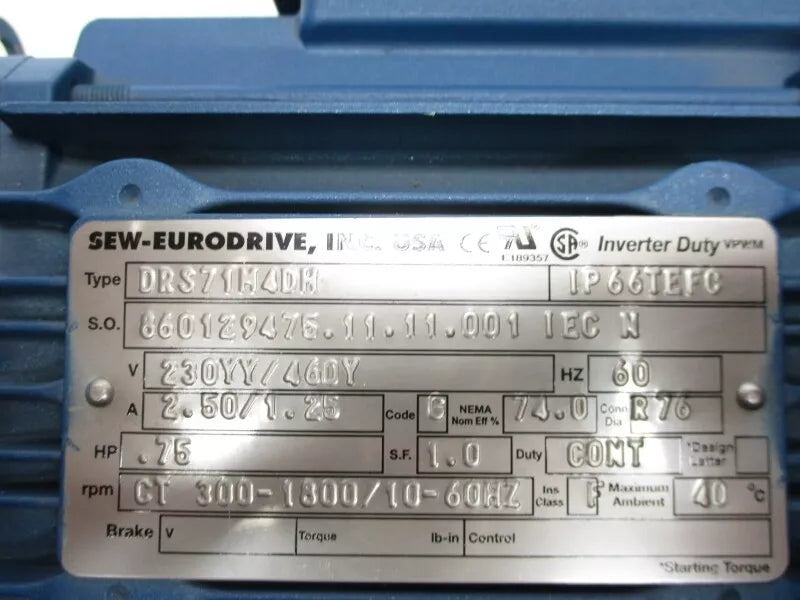 SEW-EURODRIVE, INC. USA CE UR E189357 SA® Inverter Duty VPWM
Type IP66TEFC
S.O. 860129475.11.11.001 IEC N
V 230YY/460Y HZ 60
A 2.50/1.25 Code G NEMA Nom Eff % 74.0 Conn Dia R76
HP .75 S.F. 1.0 Duty CONT *Design Letter
rpm CT 300-1800/10-60HZ Ins Class F Maximum Ambient 40 °C
Brake V Torque lb-in Control
*Starting Torque